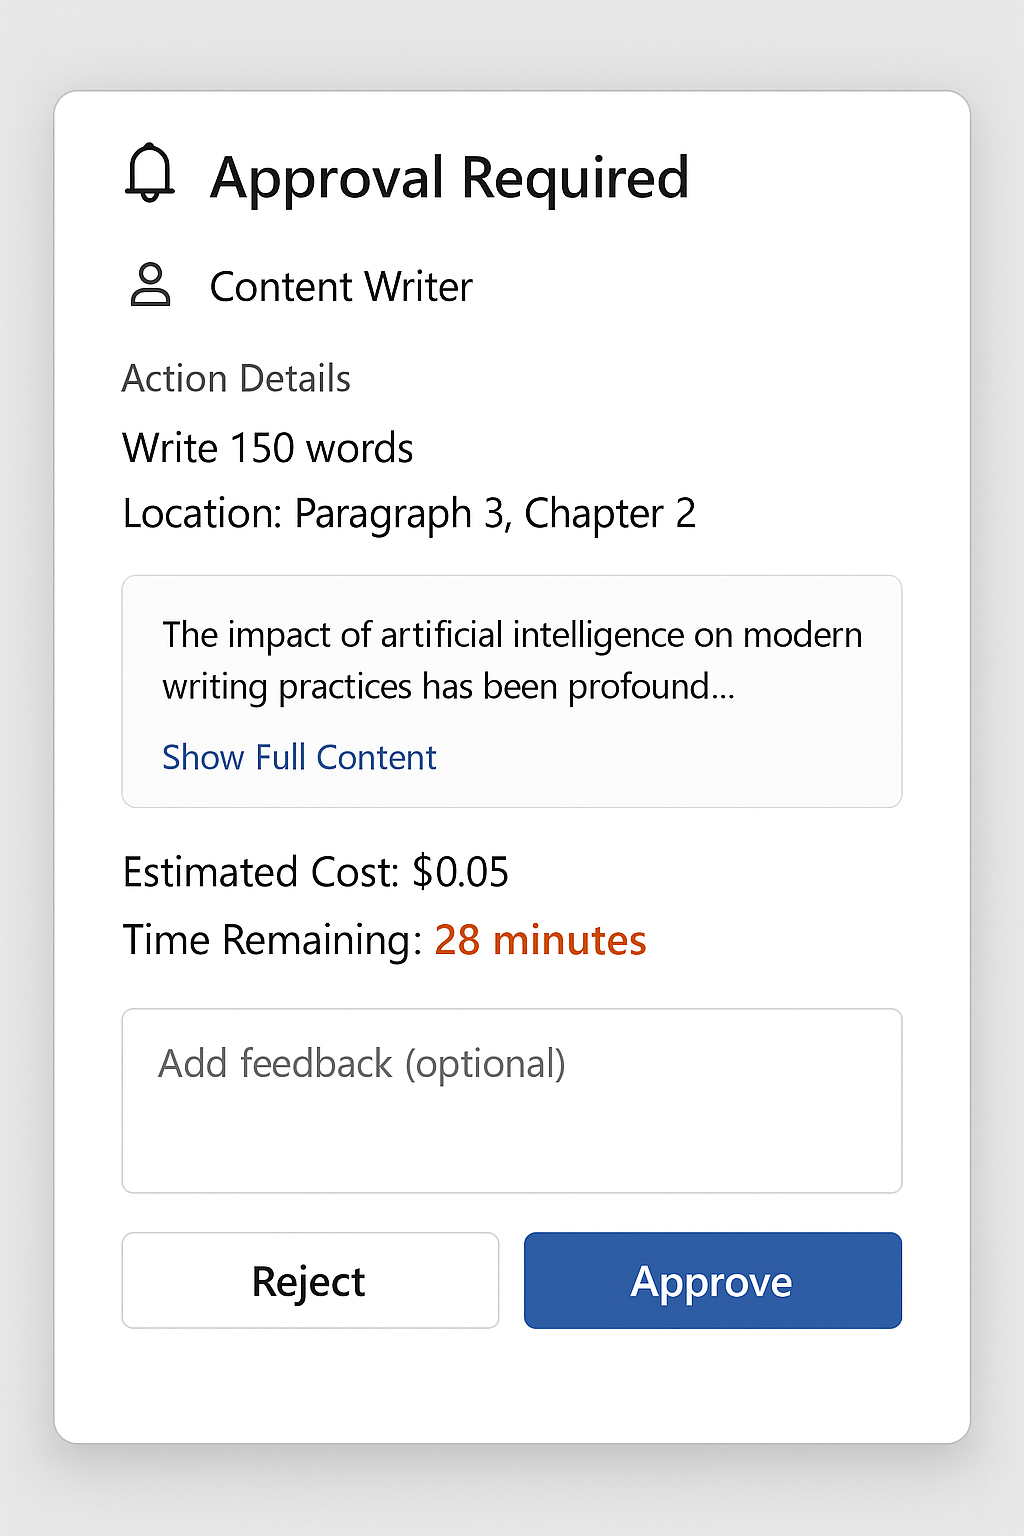 Approval Required
Content Writer
Action Details
Write 150 words
Location: Paragraph 3, Chapter 2
The impact of artificial intelligence on modern
writing practices has been profound...
Show Full Content
Estimated Cost: $0.05
Time Remaining: 28 minutes
Add feedback (optional)
Reject
Approve